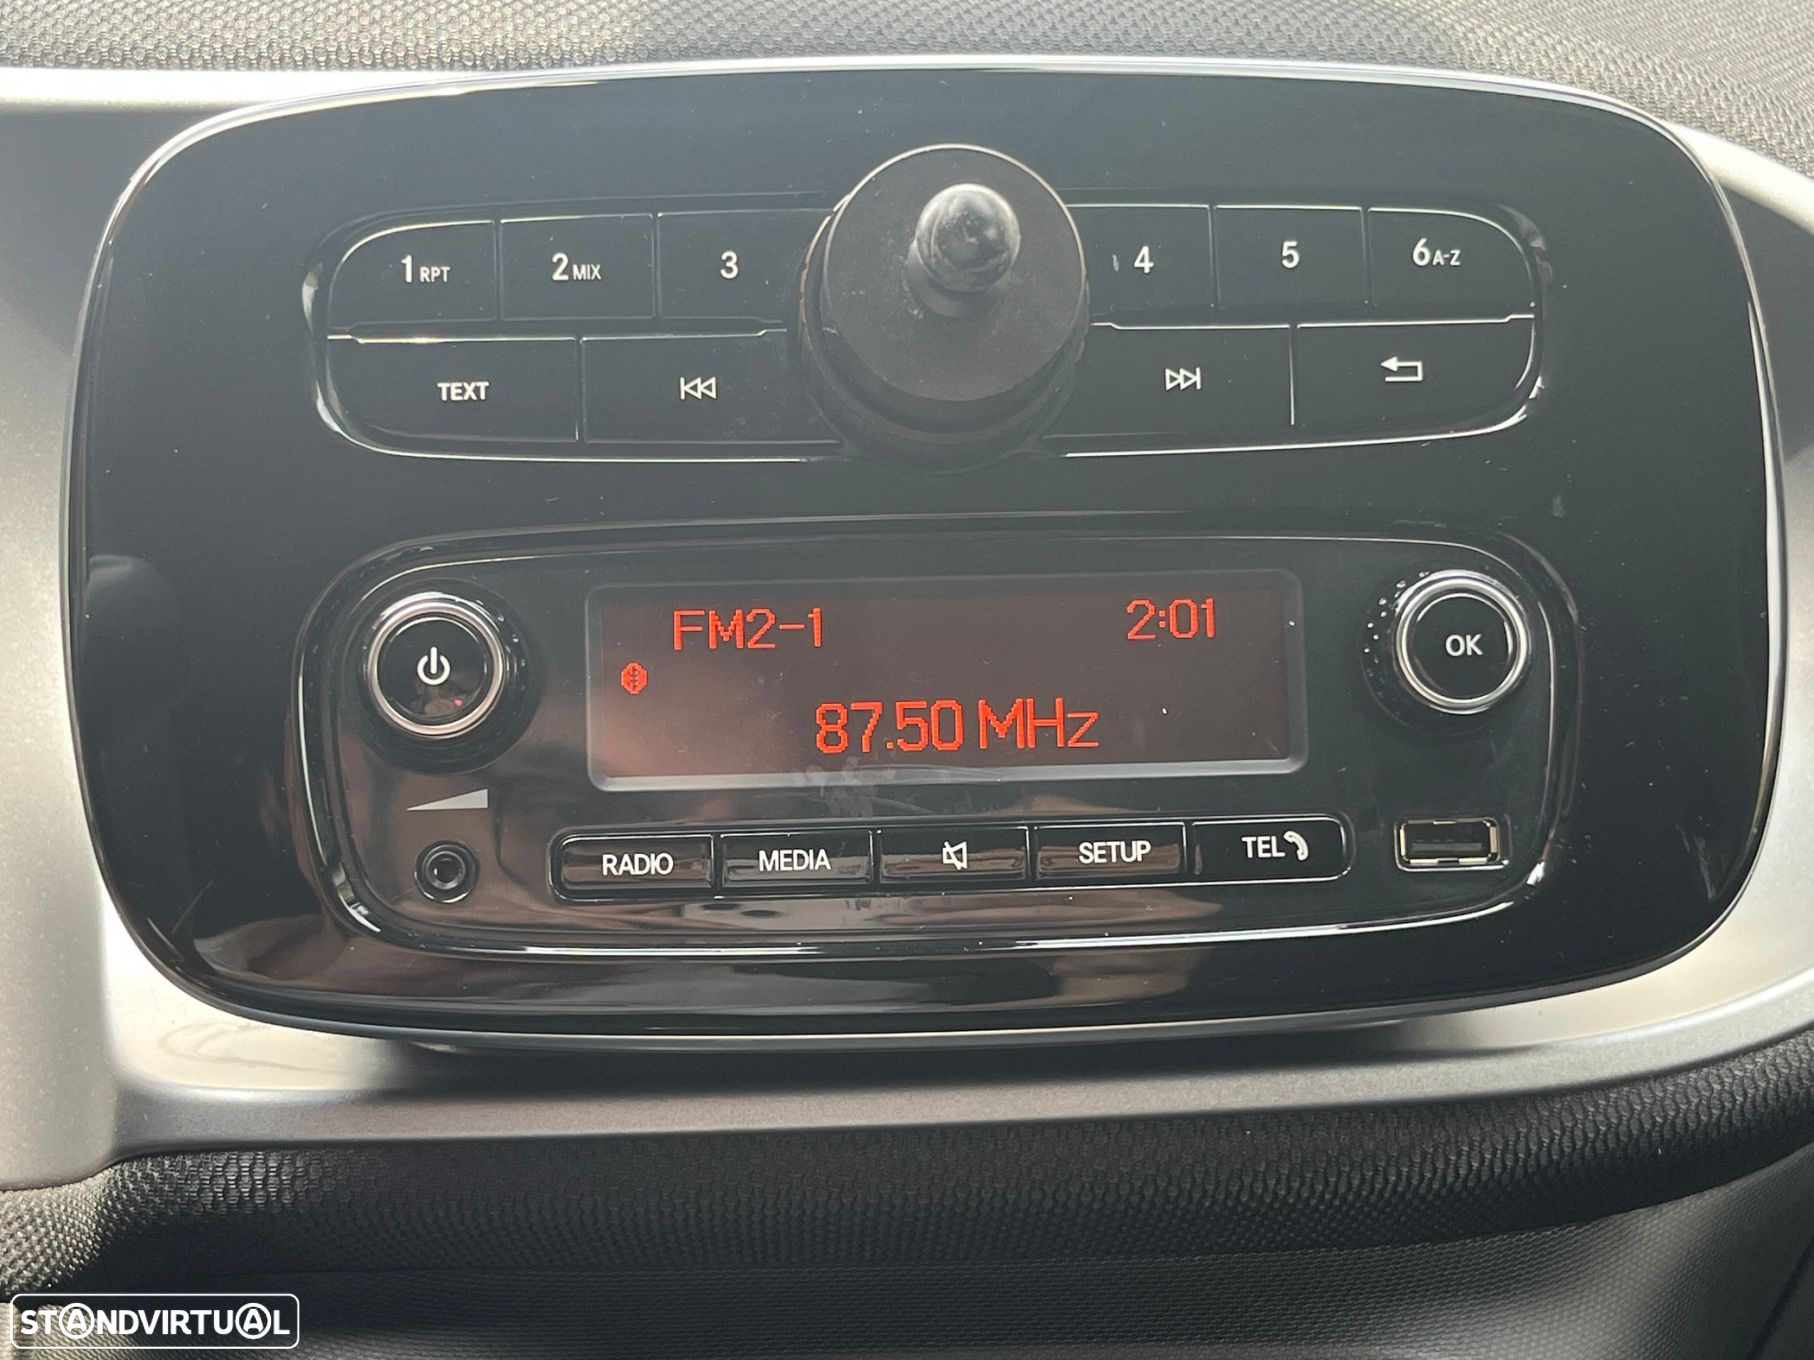 1 RPT 2 MIX 3 4 5 6 A-Z
TEXT
FM2-1 2:01
87.50 MHz
OK
RADIO MEDIA SETUP TEL
STANDVIRTUAL